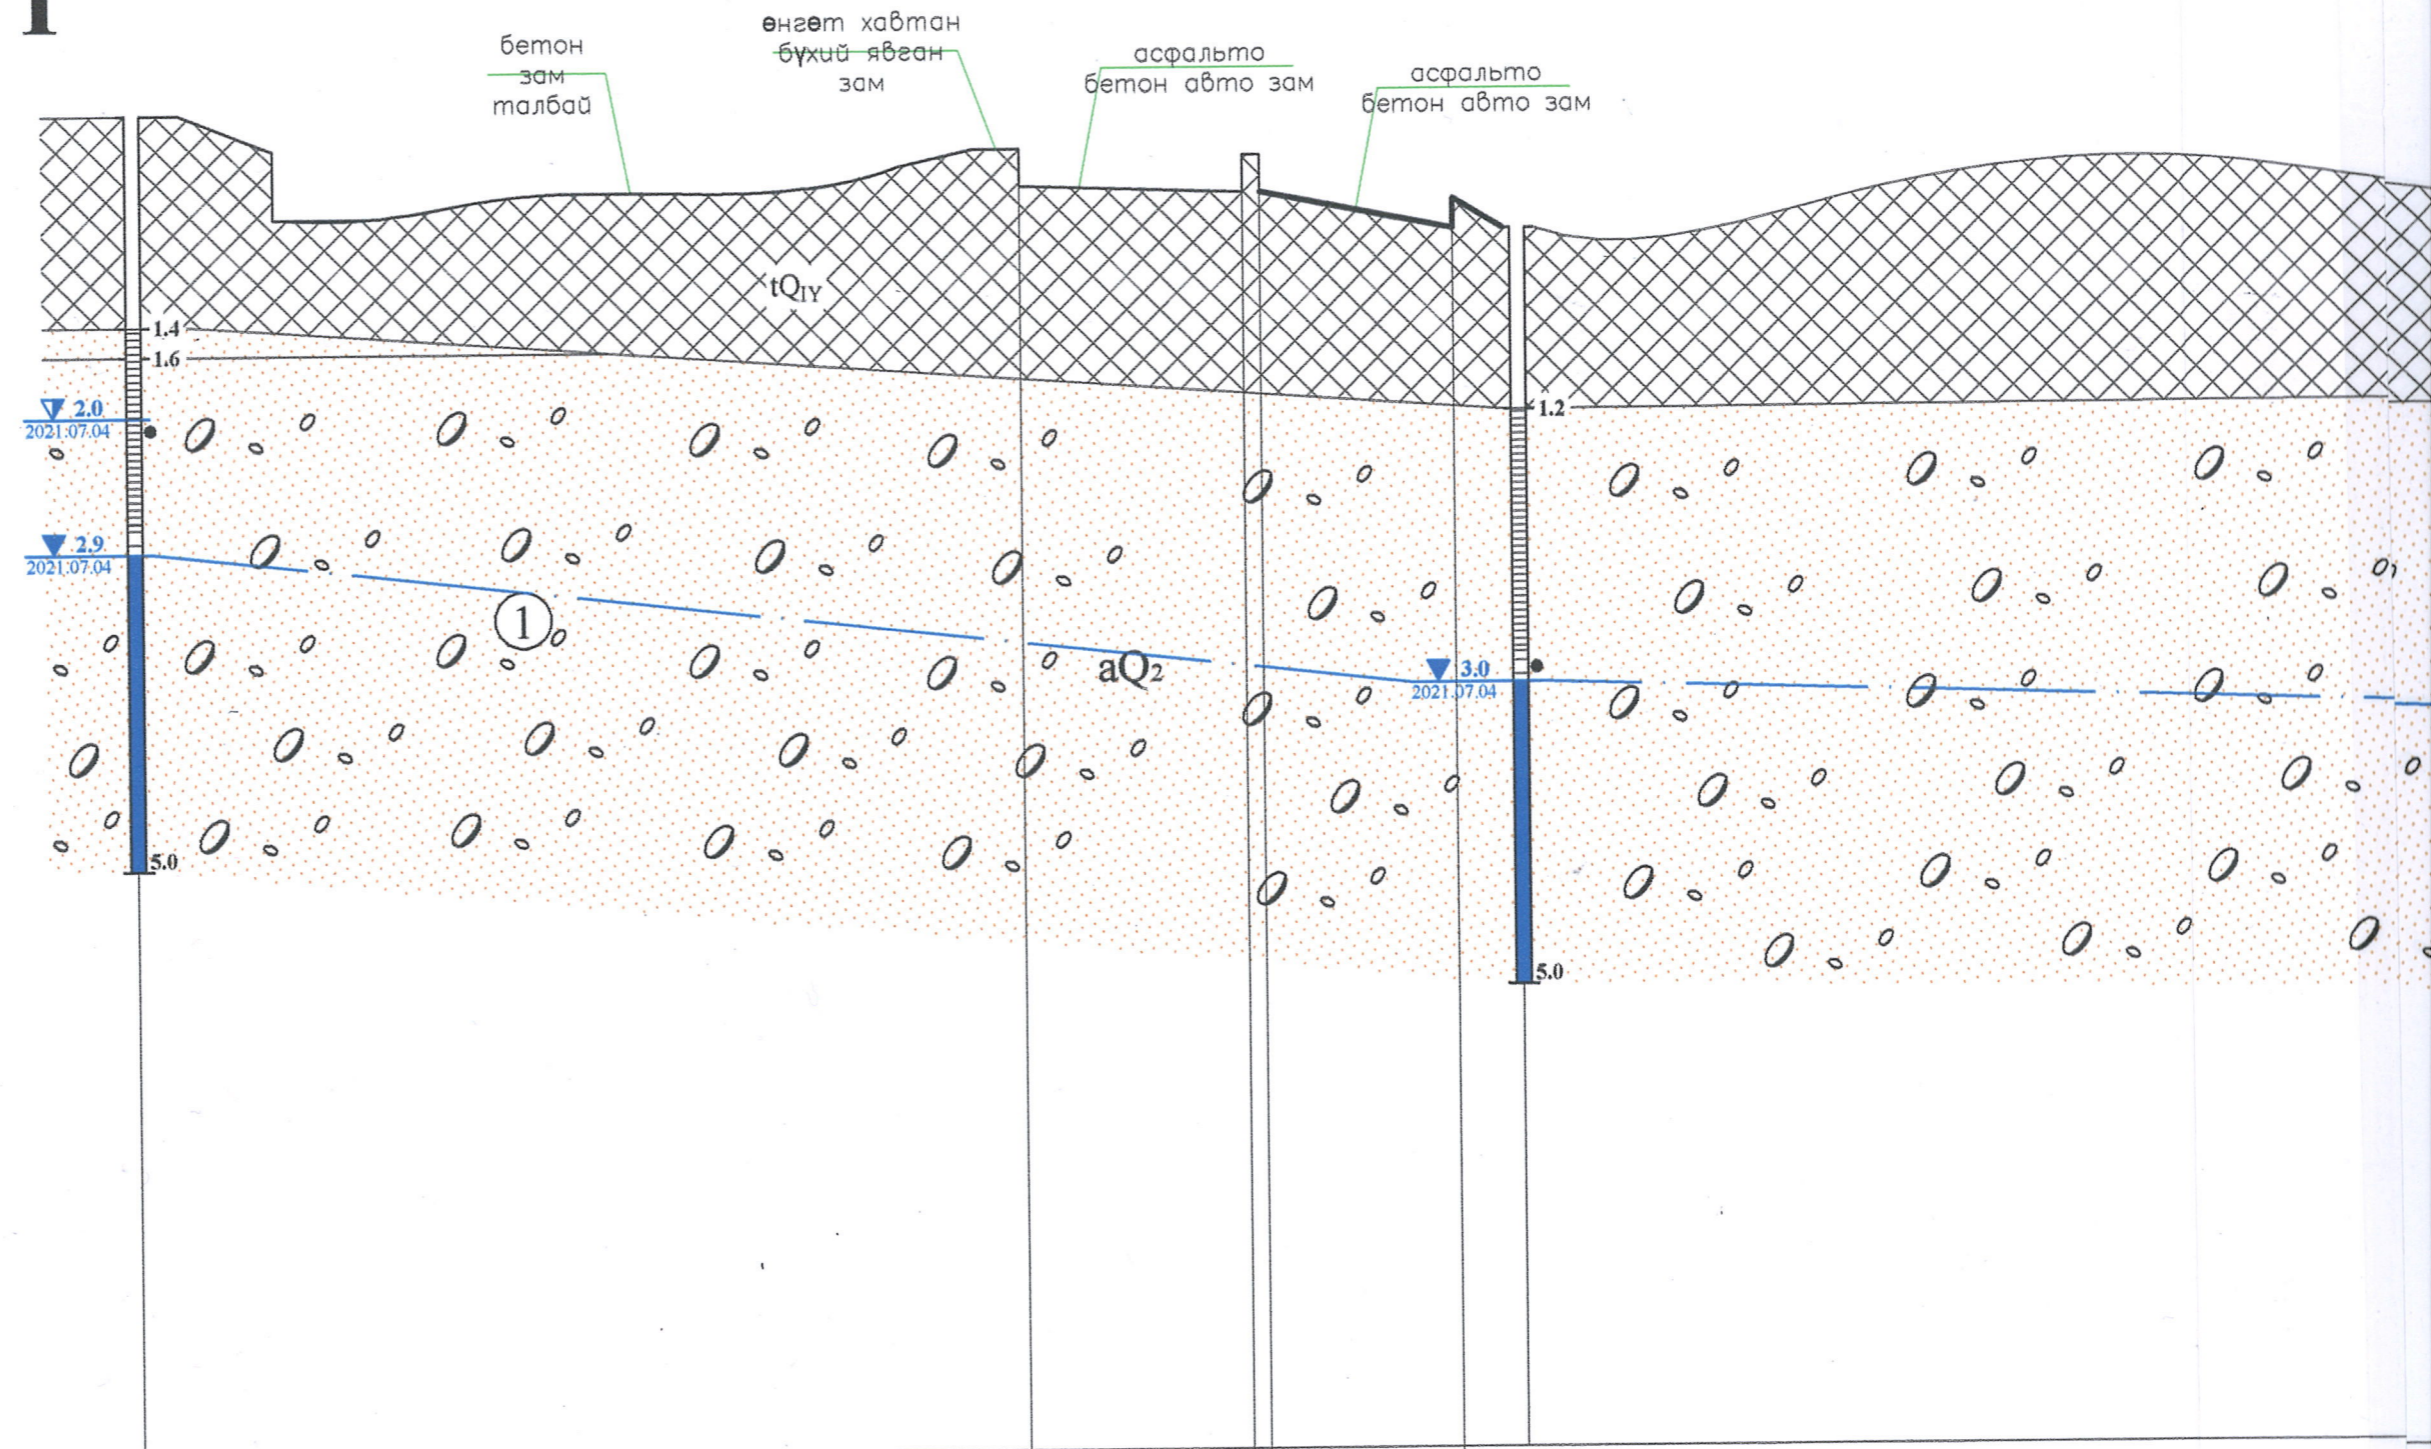 I
бетон
зам
талбай
өнгөт хавтан
бүхий явган
зам
асфальто
бетон авто зам
асфальто
бетон авто зам
tQIY
1.4
1.6
1.2
2.0
2021.07.04
2.9
2021.07.04
1
aQ2
3.0
2021.07.04
5.0
5.0